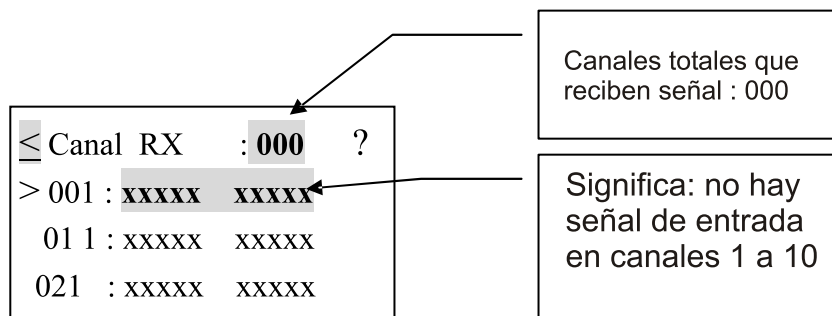 Canales totales que
reciben señal : 000
< Canal RX : 000 ?
> 001 : xxxxx xxxxx
01 1 : xxxxx xxxxx
021 : xxxxx xxxxx
Significa: no hay
señal de entrada
en canales 1 a 10